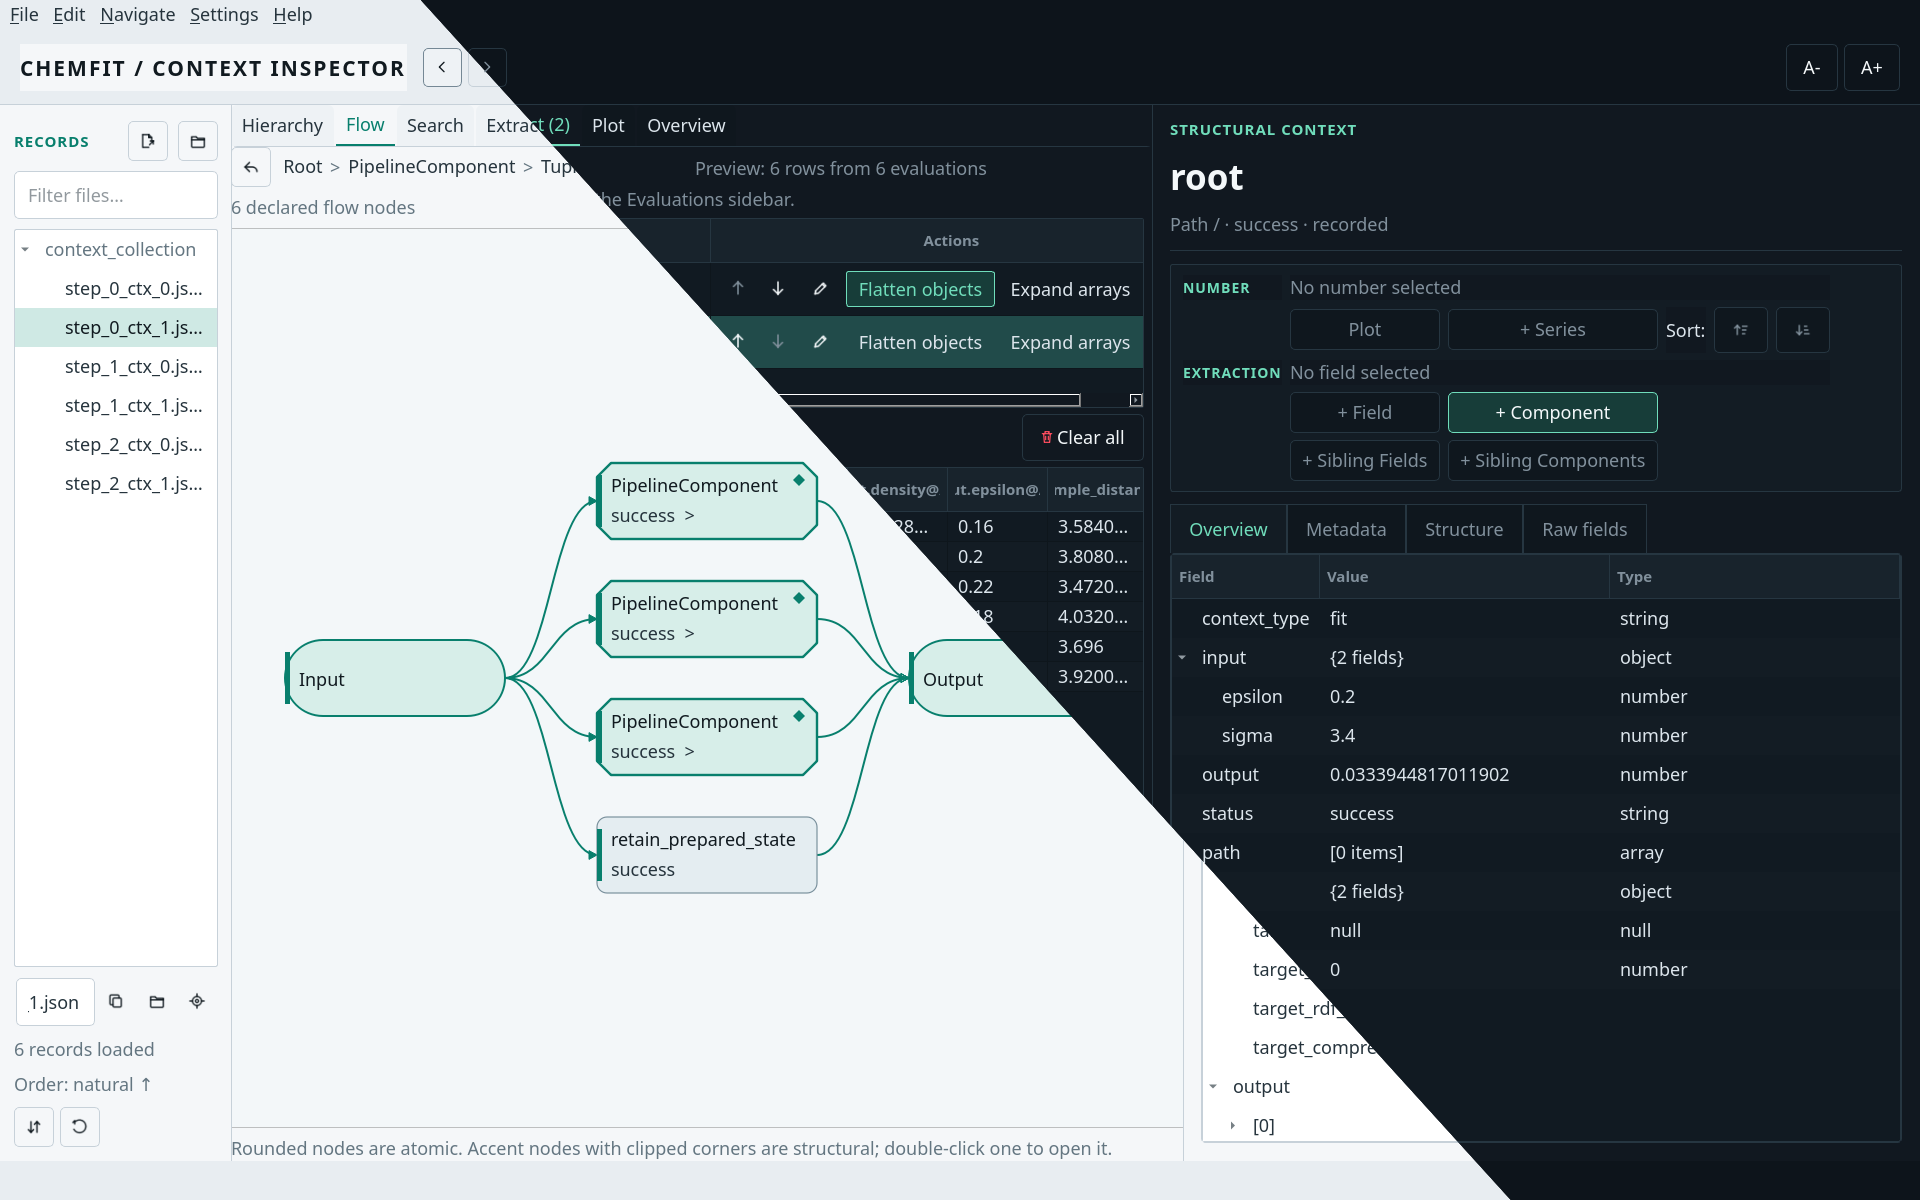 File Edit Navigate Settings Help
CHEMFIT / CONTEXT INSPECTOR
A- A+
RECORDS
Filter files...
context_collection
step_0_ctx_0.js...
step_0_ctx_1.js...
step_1_ctx_0.js...
step_1_ctx_1.js...
step_2_ctx_0.js...
step_2_ctx_1.js...
1.json
6 records loaded
Order: natural ↑
Hierarchy Flow Search Extract (2) Plot Overview
Root > PipelineComponent >
Preview: 6 rows from 6 evaluations
the Evaluations sidebar.
6 declared flow nodes
Actions
Flatten objects Expand arrays
Flatten objects Expand arrays
Clear all
.density@
0.16 3.5840...
0.2 3.8080...
0.22 3.4720...
4.0320...
3.696
3.9200...
Input
PipelineComponent
success >
PipelineComponent
success >
PipelineComponent
success >
retain_prepared_state
success
Output
Rounded nodes are atomic. Accent nodes with clipped corners are structural; double-click one to open it.
STRUCTURAL CONTEXT
root
Path / · success · recorded
NUMBER No number selected
Plot + Series Sort:
EXTRACTION No field selected
+ Field + Component
+ Sibling Fields + Sibling Components
Overview Metadata Structure Raw fields
Field Value Type
context_type fit string
input {2 fields} object
epsilon 0.2 number
sigma 3.4 number
output 0.0333944817011902 number
status success string
path [0 items] array
{2 fields} object
null null
target_ 0 number
target_rdf_
target_compre
output
[0]